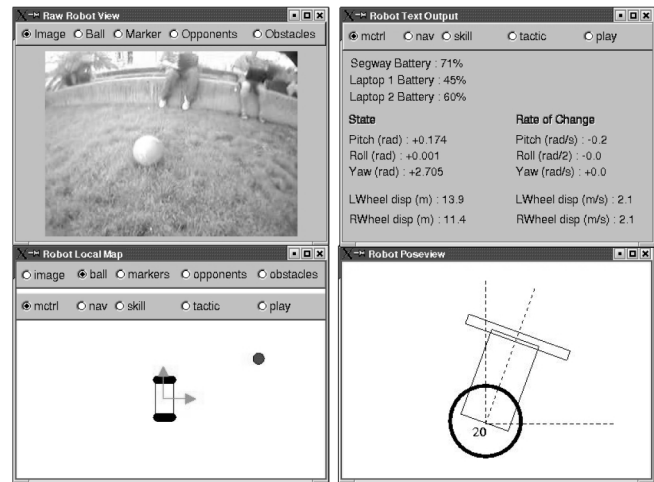 Raw Robot View
Image Ball Marker Opponents Obstacles
Robot Text Output
mctrl nav skill tactic play
Segway Battery : 71%
Laptop 1 Battery : 45%
Laptop 2 Battery : 60%
State Rate of Change
Pitch (rad) : +0.174 Pitch (rad/s) : -0.2
Roll (rad) : +0.001 Roll (rad/2) : -0.0
Yaw (rad) : +2.705 Yaw (rad/s) : +0.0
LWheel disp (m) : 13.9 LWheel disp (m/s) : 2.1
RWheel disp (m) : 11.4 RWheel disp (m/s) : 2.1
Robot Local Map
image ball markers opponents obstacles
mctrl nav skill tactic play
Robot Poseview
20